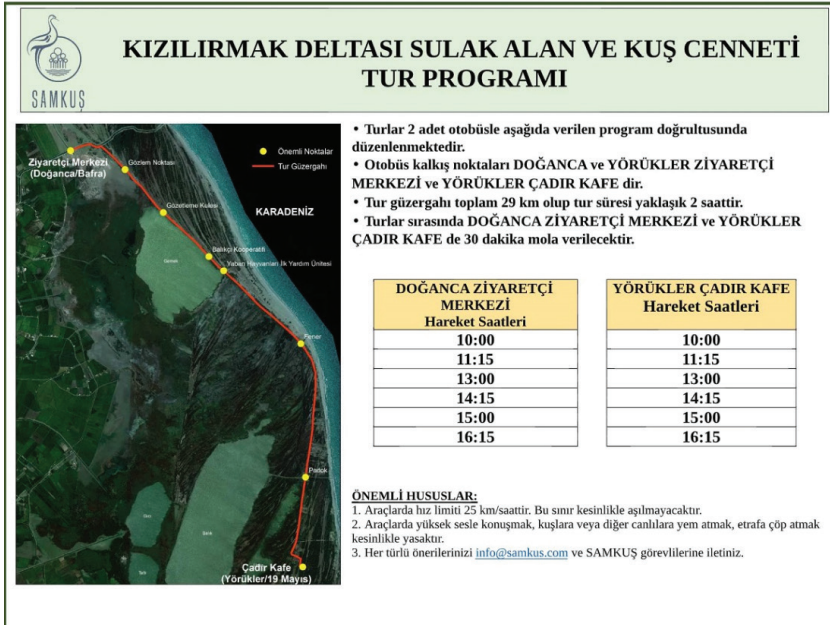 SAMKUŞ
KIZILIRMAK DELTASI SULAK ALAN VE KUŞ CENNETİ
TUR PROGRAMI
Ziyaretçi Merkezi
(Doğanca/Bafra)
Gözlem Noktası
Önemli Noktalar
Tur Güzergahı
Gözetleme Kulesi
KARADENİZ
Balıkçı Kooperatifi
Yaban Hayvanları İlk Yardım Ünitesi
Fener
Çadır Kafe
(Yörükler/19 Mayıs)
• Turlar 2 adet otobüsle aşağıda verilen program doğrultusunda
düzenlenmektedir.
• Otobüs kalkış noktaları DOĞANCA ve YÖRÜKLER ZİYARETÇİ
MERKEZİ ve YÖRÜKLER ÇADIR KAFE dir.
• Tur güzergahı toplam 29 km olup tur süresi yaklaşık 2 saattir.
• Turlar sırasında DOĞANCA ZİYARETÇİ MERKEZİ ve YÖRÜKLER
ÇADIR KAFE de 30 dakika mola verilecektir.
DOĞANCA ZİYARETÇİ
MERKEZİ
Hareket Saatleri
10:00
11:15
13:00
14:15
15:00
16:15
YÖRÜKLER ÇADIR KAFE
Hareket Saatleri
10:00
11:15
13:00
14:15
15:00
16:15
ÖNEMLİ HUSUSLAR:
1. Araçlarda hız limiti 25 km/saattir. Bu sınır kesinlikle aşılmayacaktır.
2. Araçlarda yüksek sesle konuşmak, kuşlara veya diğer canlılara yem atmak, etrafa çöp atmak
kesinlikle yasaktır.
3. Her türlü önerilerinizi info@samkus.com ve SAMKUŞ görevlilerine iletiniz.